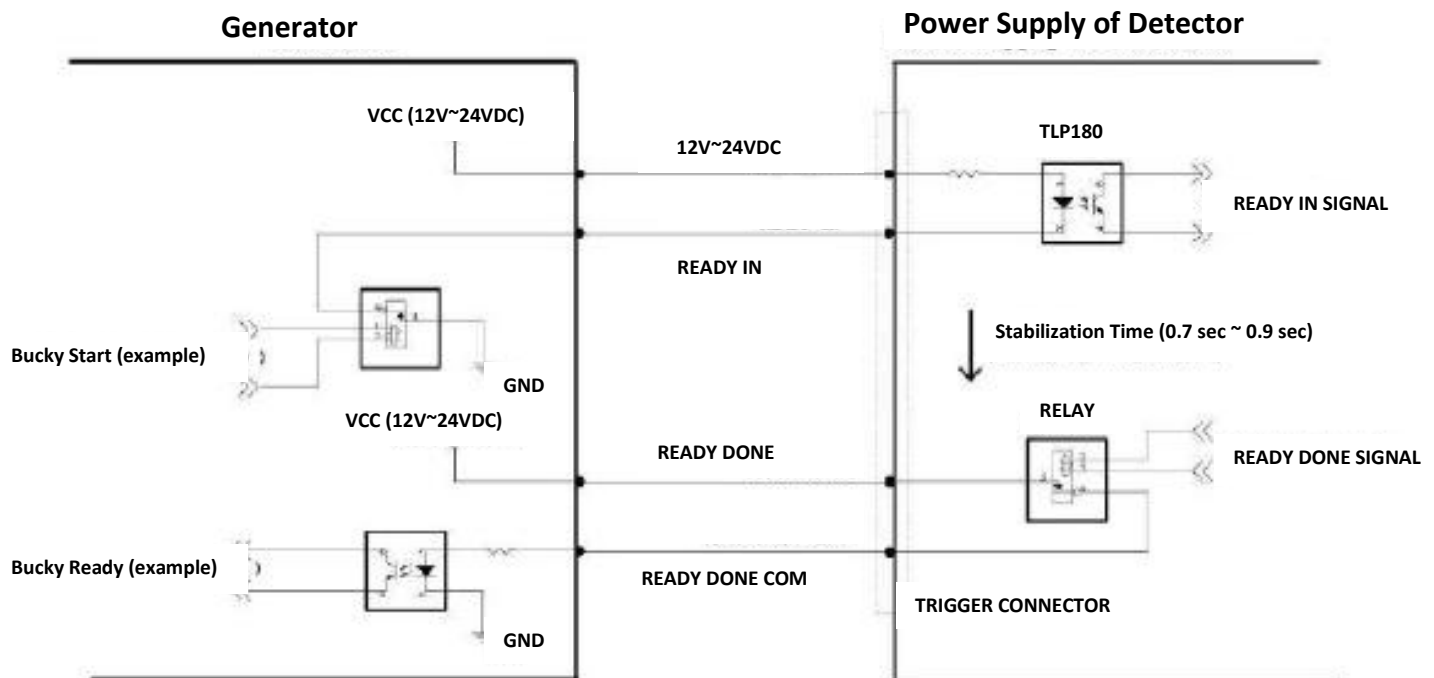 Generator
Power Supply of Detector
VCC (12V~24VDC)
12V~24VDC
TLP180
READY IN SIGNAL
READY IN
Stabilization Time (0.7 sec ~ 0.9 sec)
Bucky Start (example)
GND
RELAY
VCC (12V~24VDC)
READY DONE
READY DONE SIGNAL
Bucky Ready (example)
READY DONE COM
TRIGGER CONNECTOR
GND